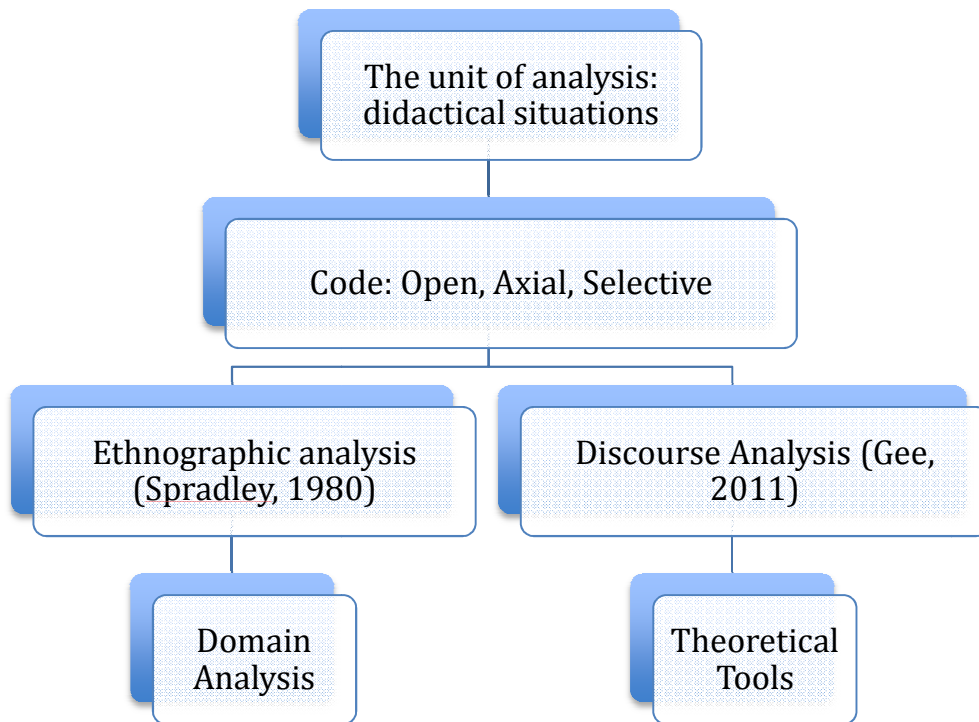 The unit of analysis:
didactical situations
Code: Open, Axial, Selective
Ethnographic analysis
(Spradley, 1980)
Discourse Analysis (Gee,
2011)
Domain
Analysis
Theoretical
Tools